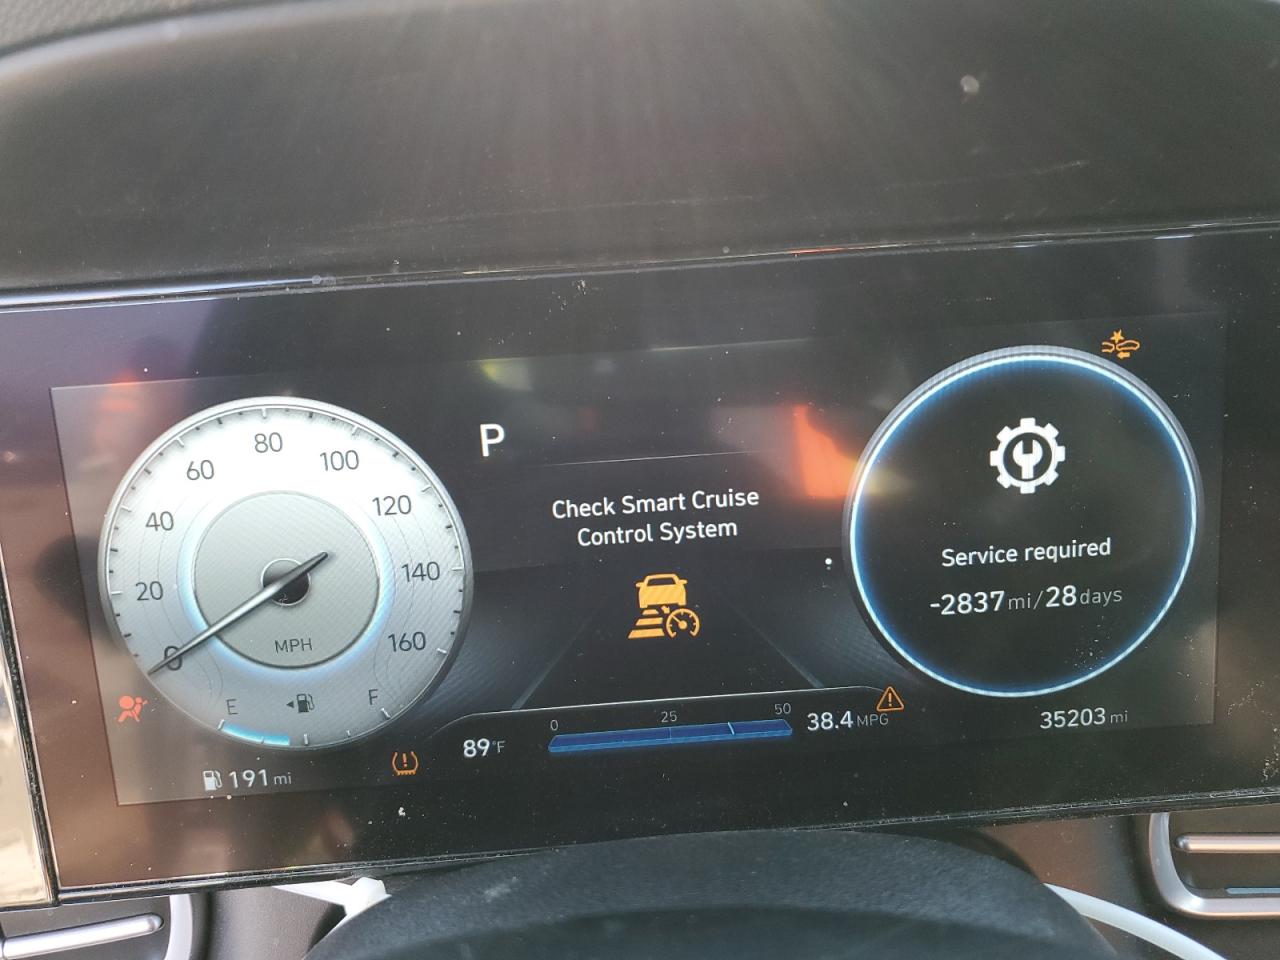 80
60
100
40
120
20
140
MPH
0
160
E
F
191 mi
P
Check Smart Cruise
Control System
0
25
50
89°F
38.4 MPG
Service required
-2837 mi/28 days
35203 mi